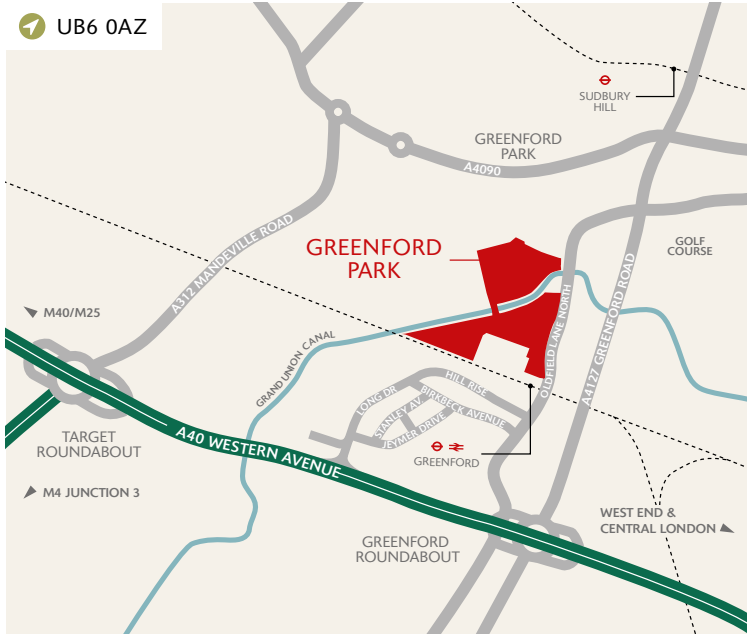 UB6 0AZ
SUDBURY
HILL
GREENFORD
PARK
A4090
A312 MANDEVILLE ROAD
GREENFORD
PARK
GOLF
COURSE
OLDFIELD LANE NORTH
A4127 GREENFORD ROAD
M40/M25
GRAND UNION CANAL
HILL RISE
LONG DR
BIRKBECK AVENUE
STANLEY AV
JEYMER DRIVE
GREENFORD
TARGET
ROUNDABOUT
A40 WESTERN AVENUE
M4 JUNCTION 3
WEST END &
CENTRAL LONDON
GREENFORD
ROUNDABOUT